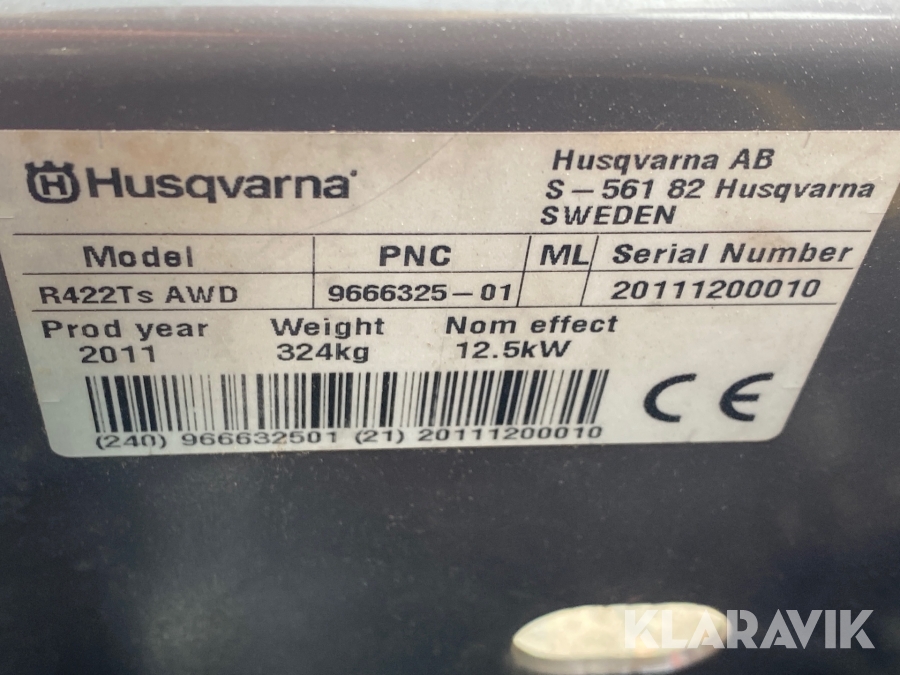 Husqvarna
Husqvarna AB
S-561 82 Husqvarna
SWEDEN
Model PNC ML Serial Number
R422Ts AWD 9666325-01 20111200010
Prod year Weight Nom effect
2011 324kg 12.5kW
CE
(240) 966632501 (21) 20111200010
KLARAVIK